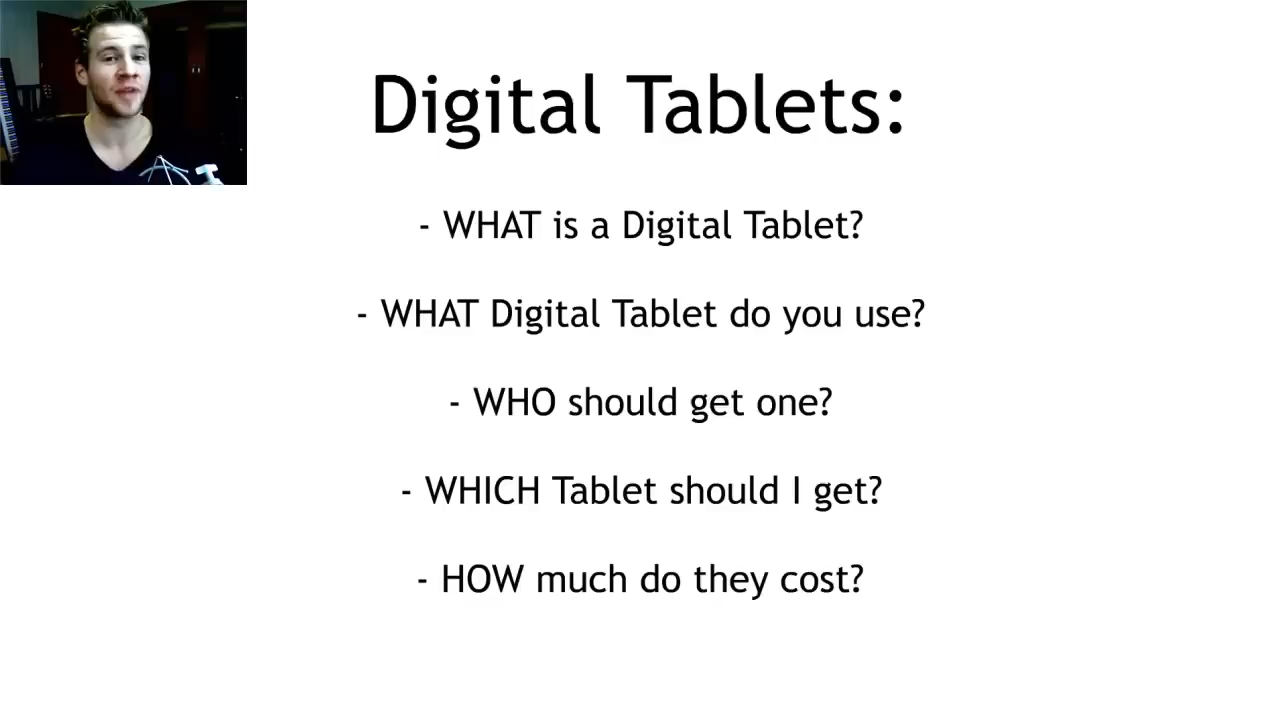 Digital Tablets:
- WHAT is a Digital Tablet?
- WHAT Digital Tablet do you use?
- WHO should get one?
- WHICH Tablet should I get?
- HOW much do they cost?